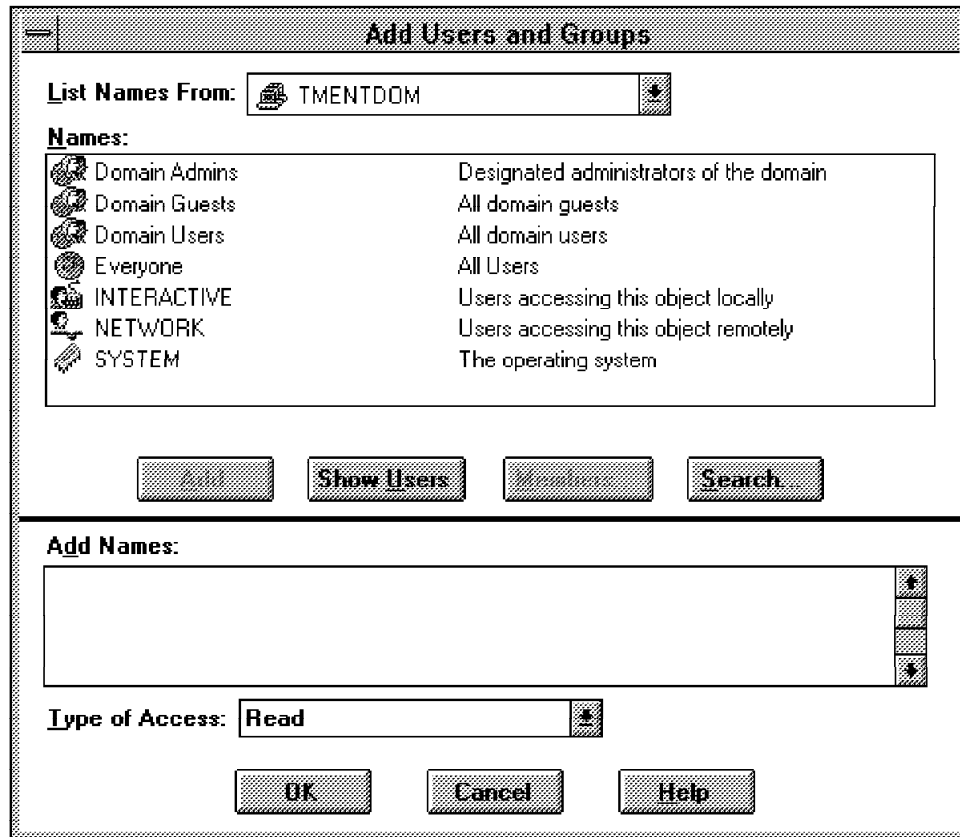 Add Users and Groups
List Names From: TMENTDOM
Names:
Domain Admins Designated administrators of the domain
Domain Guests All domain guests
Domain Users All domain users
Everyone All Users
INTERACTIVE Users accessing this object locally
NETWORK Users accessing this object remotely
SYSTEM The operating system
Add Show Users Members... Search...
Add Names:
Type of Access: Read
OK Cancel Help